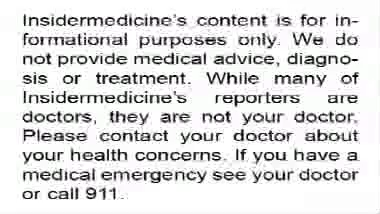 Insidermedicine's content is for in-
formational purposes only. We do
not provide medical advice, diagno-
sis or treatment. While many of
Insidermedicine's reporters are
doctors, they are not your doctor.
Please contact your doctor about
your health concerns. If you have a
medical emergency see your doctor
or call 911.